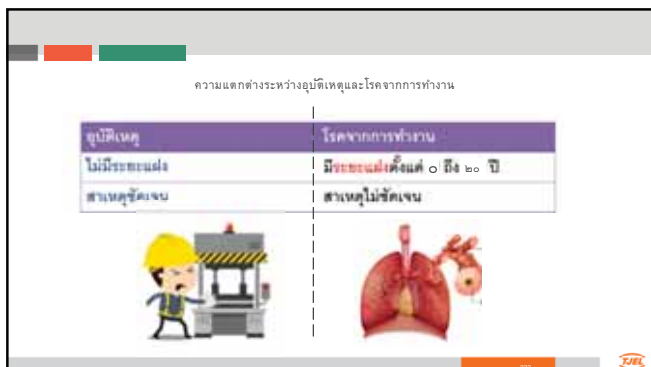 ความแตกต่างระหว่างอุบัติเหตุและโรคจากการทำงาน
อุบัติเหตุ โรคจากการทำงาน
ไม่มีระยะแฝง มีระยะแฝงตั้งแต่ ๐ ถึง ๒๐ ปี
สาเหตุชัดเจน สาเหตุไม่ชัดเจน
TJEL